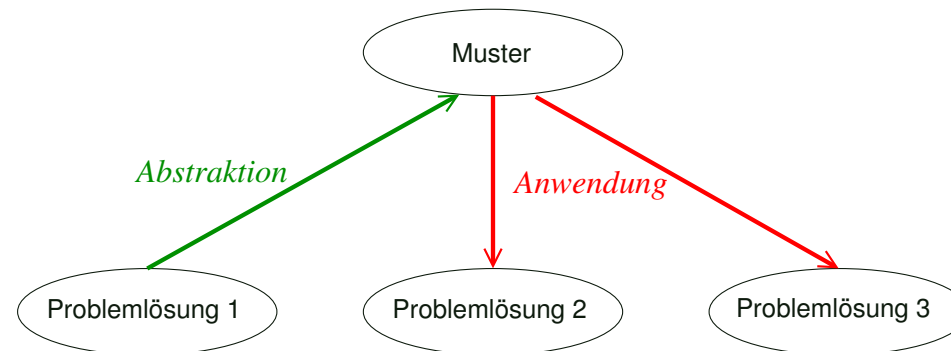 Muster
Abstraktion
Anwendung
Problemlösung 1
Problemlösung 2
Problemlösung 3